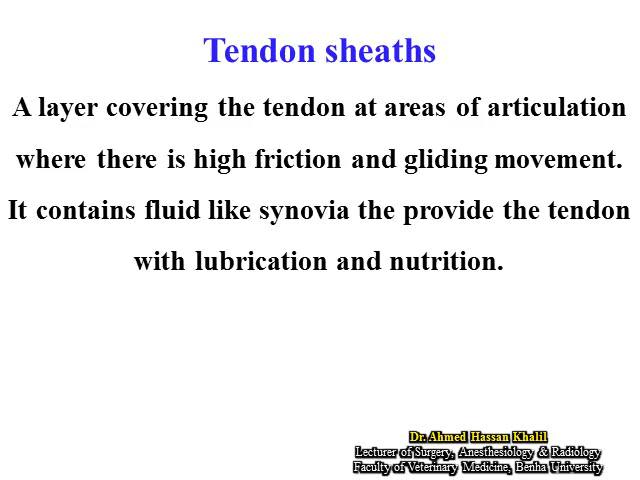 Tendon sheaths
A layer covering the tendon at areas of articulation
where there is high friction and gliding movement.
It contains fluid like synovia the provide the tendon
with lubrication and nutrition.
Dr. Ahmed Hassan Khalil
Lecturer of Surgery, Anesthesiology & Radiology
Faculty of Veterinary Medicine, Benha University